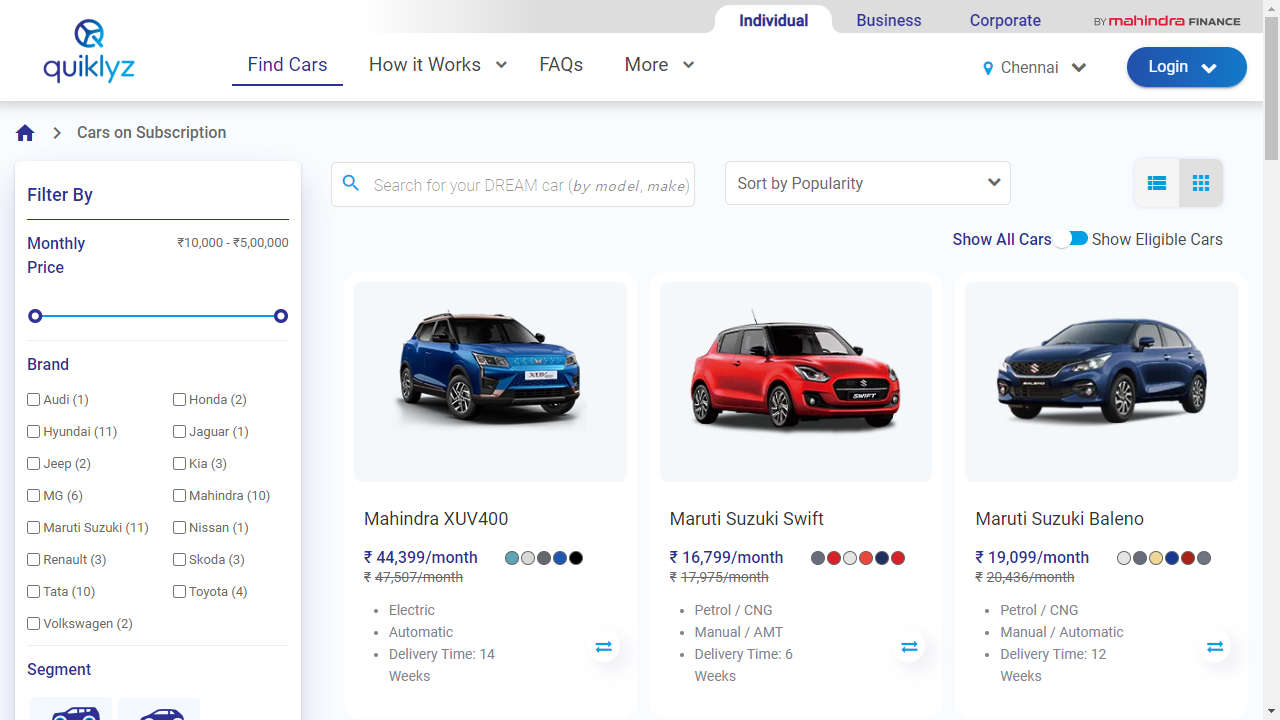 Individual
Business
Corporate
BY mahindra FINANCE
quiklyz
Find Cars
How it Works
FAQs
More
Chennai
Login
Cars on Subscription
Filter By
Monthly
Price
₹10,000 - ₹5,00,000
Brand
Audi (1)
Honda (2)
Hyundai (11)
Jaguar (1)
Jeep (2)
Kia (3)
MG (6)
Mahindra (10)
Maruti Suzuki (11)
Nissan (1)
Renault (3)
Skoda (3)
Tata (10)
Toyota (4)
Volkswagen (2)
Segment
Search for your DREAM car (by model, make)
Sort by Popularity
Show All Cars
Show Eligible Cars
Mahindra XUV400
₹ 44,399/month
₹ 47,507/month
Electric
Automatic
Delivery Time: 14
Weeks
SWIFT
Maruti Suzuki Swift
₹ 16,799/month
₹ 17,975/month
Petrol / CNG
Manual / AMT
Delivery Time: 6
Weeks
BALENO
Maruti Suzuki Baleno
₹ 19,099/month
₹ 20,436/month
Petrol / CNG
Manual / Automatic
Delivery Time: 12
Weeks